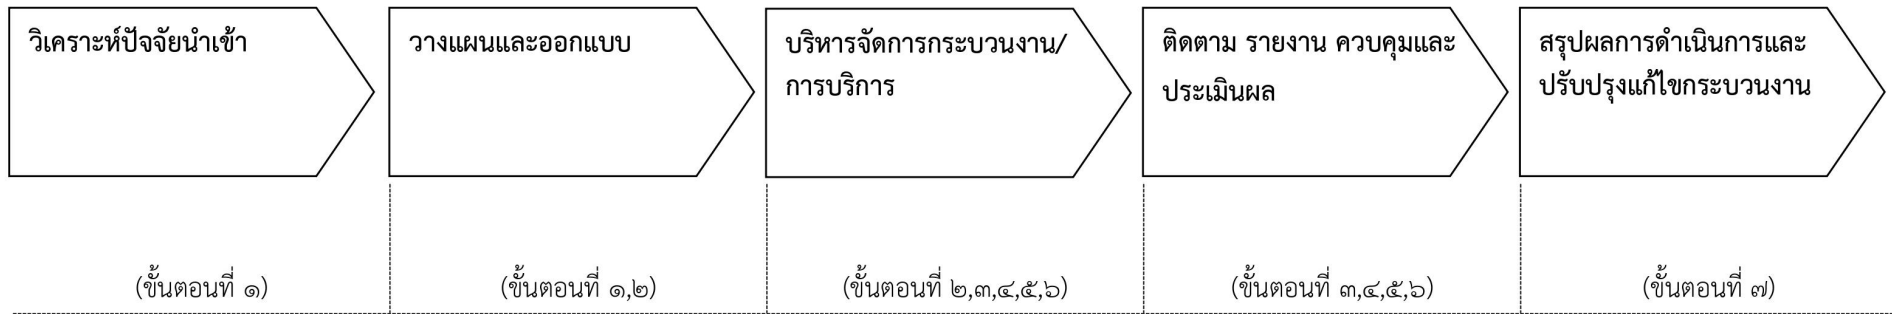 วิเคราะห์ปัจจัยนำเข้า
วางแผนและออกแบบ
บริหารจัดการกระบวนงาน/
การบริการ
ติดตาม รายงาน ควบคุมและ
ประเมินผล
สรุปผลการดำเนินการและ
ปรับปรุงแก้ไขกระบวนงาน
(ขั้นตอนที่ ๑)
(ขั้นตอนที่ ๑,๒)
(ขั้นตอนที่ ๒,๓,๔,๕,๖)
(ขั้นตอนที่ ๓,๔,๕,๖)
(ขั้นตอนที่ ๗)